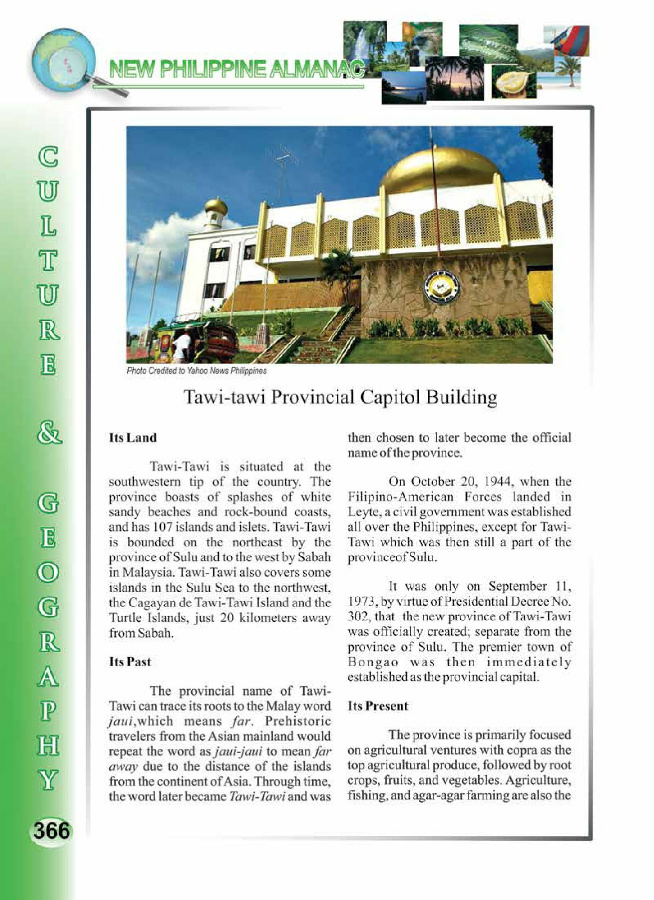 NEW PHILIPPINE ALMANAC
CULTURE & GEOGRAPHY
Photo Credited to Yahoo News Philippines
Tawi-tawi Provincial Capitol Building
Its Land
Tawi-Tawi is situated at the
southwestern tip of the country. The
province boasts of splashes of white
sandy beaches and rock-bound coasts,
and has 107 islands and islets. Tawi-Tawi
is bounded on the northeast by the
province of Sulu and to the west by Sabah
in Malaysia. Tawi-Tawi also covers some
islands in the Sulu Sea to the northwest,
the Cagayan de Tawi-Tawi Island and the
Turtle Islands, just 20 kilometers away
from Sabah.
Its Past
The provincial name of Tawi-
Tawi can trace its roots to the Malay word
jaui,which means far. Prehistoric
travelers from the Asian mainland would
repeat the word as jaui-jaui to mean far
away due to the distance of the islands
from the continent of Asia. Through time,
the word later became Tawi-Tawi and was
then chosen to later become the official
name of the province.
On October 20, 1944, when the
Filipino-American Forces landed in
Leyte, a civil government was established
all over the Philippines, except for Tawi-
Tawi which was then still a part of the
provinceof Sulu.
It was only on September 11,
1973, by virtue of Presidential Decree No.
302, that the new province of Tawi-Tawi
was officially created; separate from the
province of Sulu. The premier town of
Bongao was then immediately
established as the provincial capital.
Its Present
The province is primarily focused
on agricultural ventures with copra as the
top agricultural produce, followed by root
crops, fruits, and vegetables. Agriculture,
fishing, and agar-agar farming are also the
366